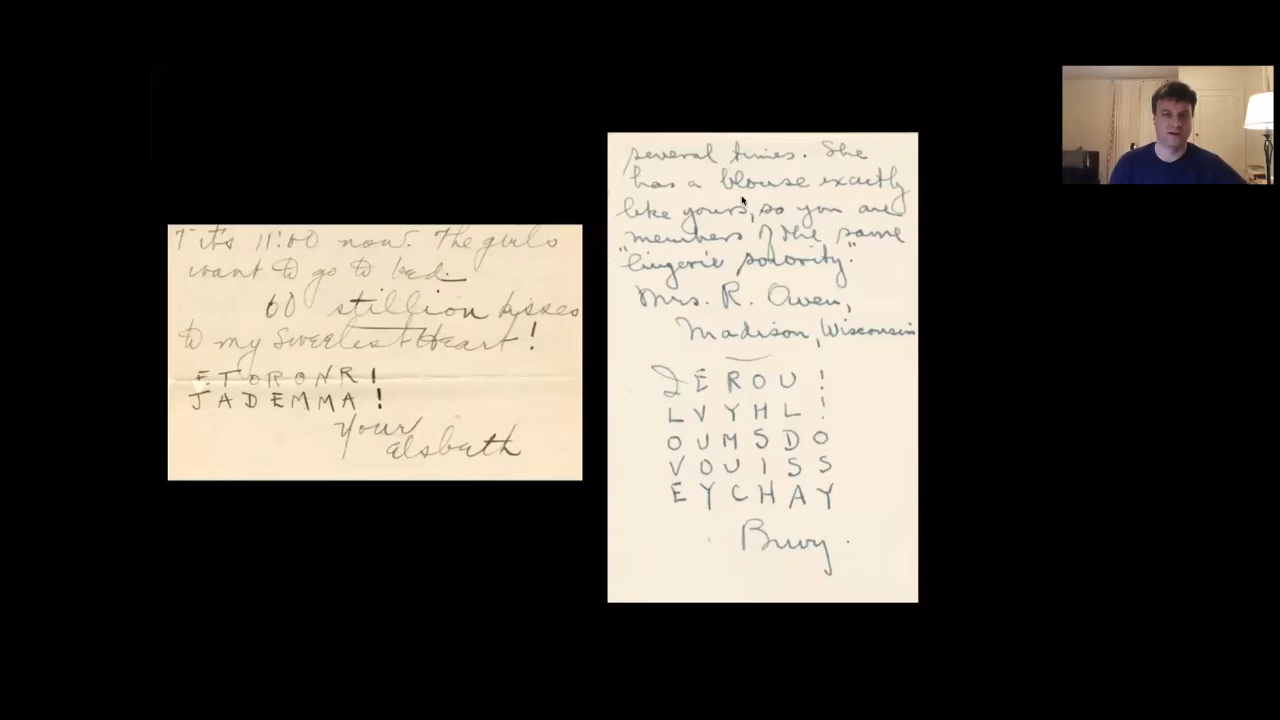 T it's 11:00 now. The girls
want to go to bed.
60 stillion kisses
to my sweetest heart!
ETORONR!
JADEMMA!
Your
Elsbeth
several times. She
has a blouse exactly
like yours, so you are
members of the same
"lingerie sorority."
Mrs. R. Owen,
Madison, Wisconsin
IEROU!
LVYHL!
OUMSDO
VOUISS
EYCHAY